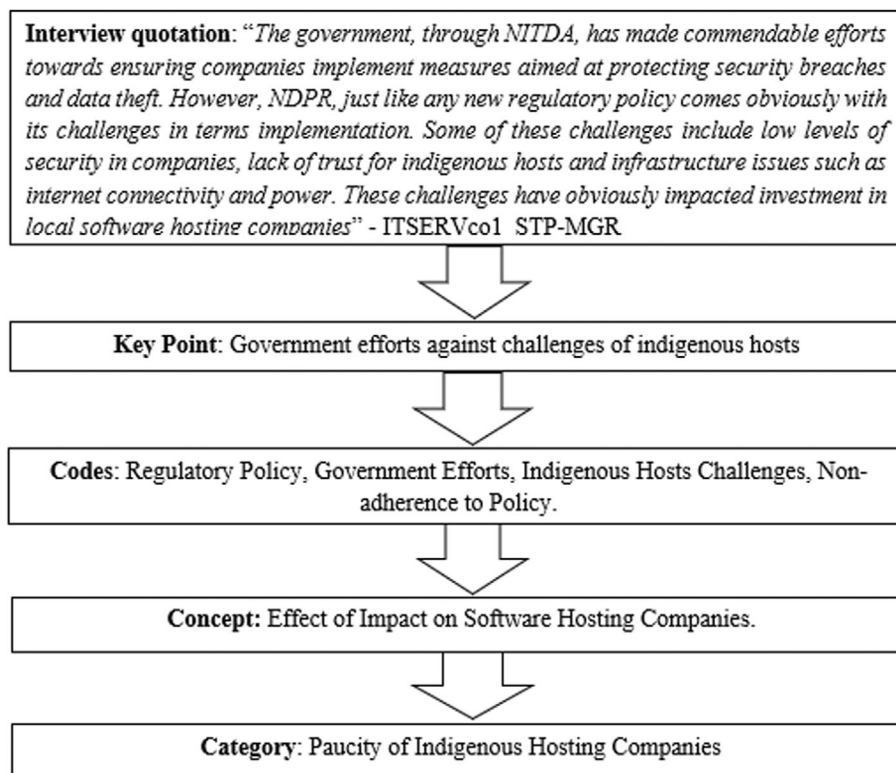 Interview quotation: “The government, through NITDA, has made commendable efforts
towards ensuring companies implement measures aimed at protecting security breaches
and data theft. However, NDPR, just like any new regulatory policy comes obviously with
its challenges in terms implementation. Some of these challenges include low levels of
security in companies, lack of trust for indigenous hosts and infrastructure issues such as
internet connectivity and power. These challenges have obviously impacted investment in
local software hosting companies” - ITSERVco1_STP-MGR
Key Point: Government efforts against challenges of indigenous hosts
Codes: Regulatory Policy, Government Efforts, Indigenous Hosts Challenges, Non-
adherence to Policy.
Concept: Effect of Impact on Software Hosting Companies.
Category: Paucity of Indigenous Hosting Companies